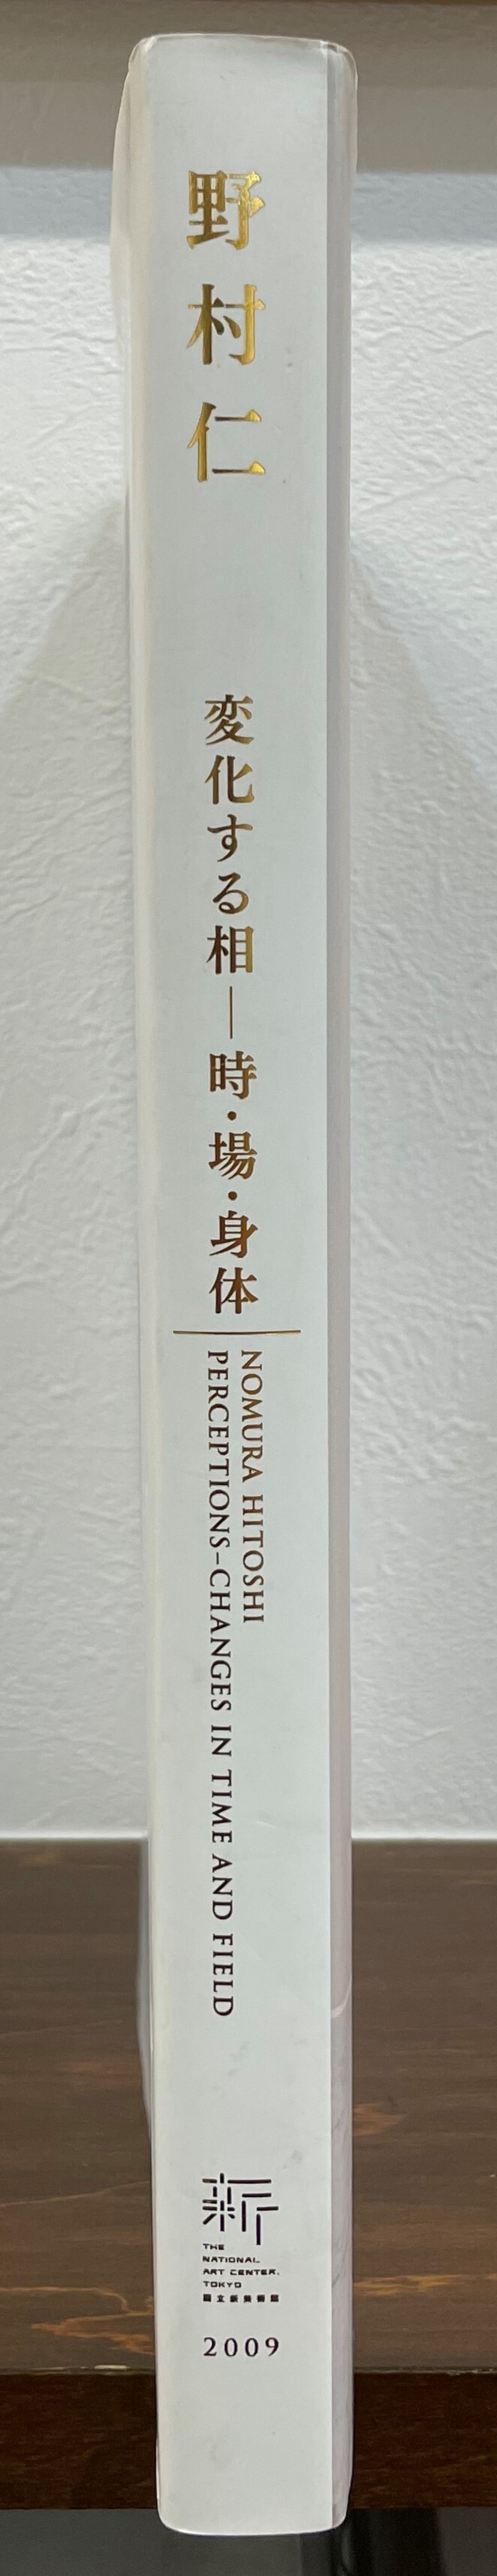 野村仁
変化する相―時・場・身体
NOMURA HITOSHI
PERCEPTIONS–CHANGES IN TIME AND FIELD
新
THE
NATIONAL
ART CENTER,
TOKYO
国立新美術館
2009